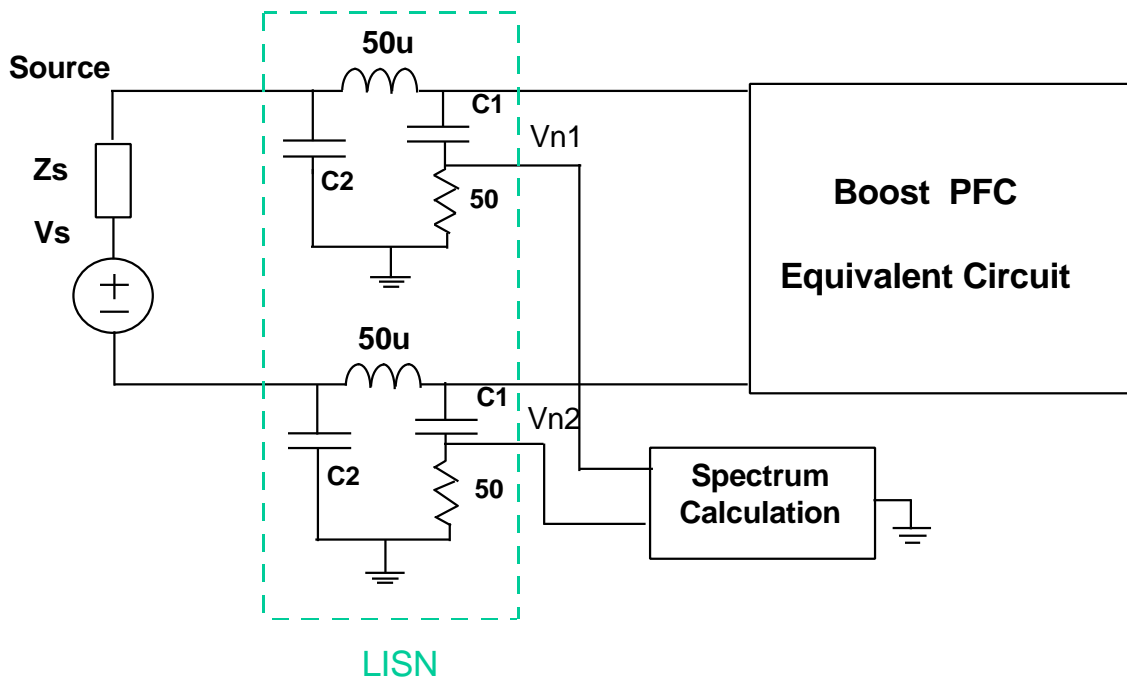 50u
Source
C1
Vn1
Zs
C2
50
Boost PFC
Vs
Equivalent Circuit
+
−
50u
C1
Vn2
C2
50
Spectrum
Calculation
LISN